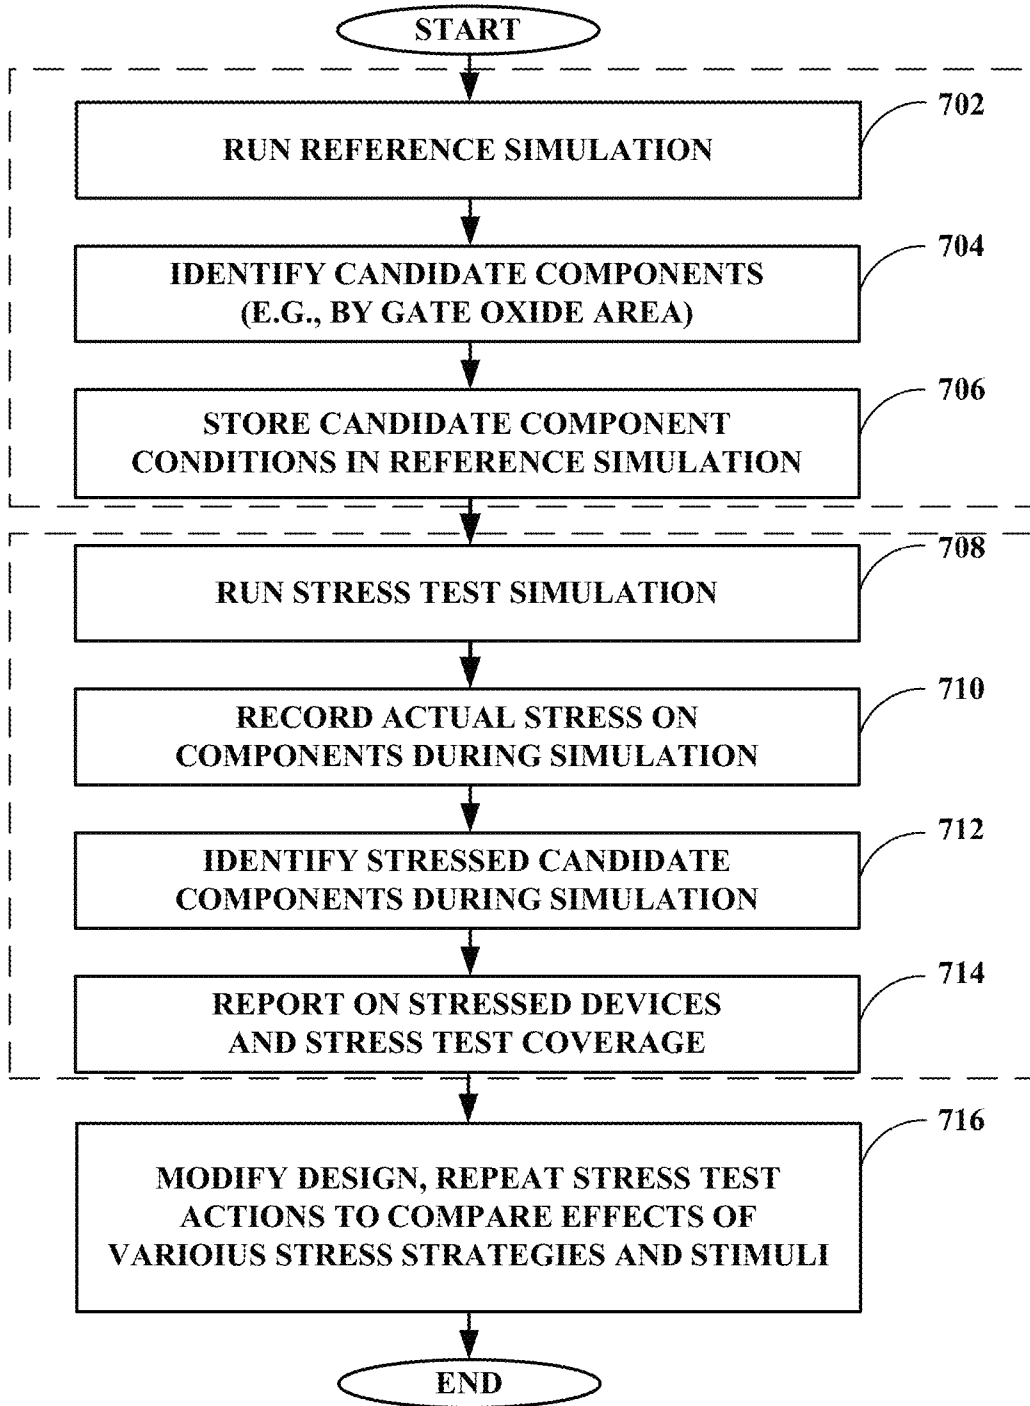 START
702
RUN REFERENCE SIMULATION
704
IDENTIFY CANDIDATE COMPONENTS
(E.G., BY GATE OXIDE AREA)
706
STORE CANDIDATE COMPONENT
CONDITIONS IN REFERENCE SIMULATION
708
RUN STRESS TEST SIMULATION
710
RECORD ACTUAL STRESS ON
COMPONENTS DURING SIMULATION
712
IDENTIFY STRESSED CANDIDATE
COMPONENTS DURING SIMULATION
714
REPORT ON STRESSED DEVICES
AND STRESS TEST COVERAGE
716
MODIFY DESIGN, REPEAT STRESS TEST
ACTIONS TO COMPARE EFFECTS OF
VARIOIUS STRESS STRATEGIES AND STIMULI
END